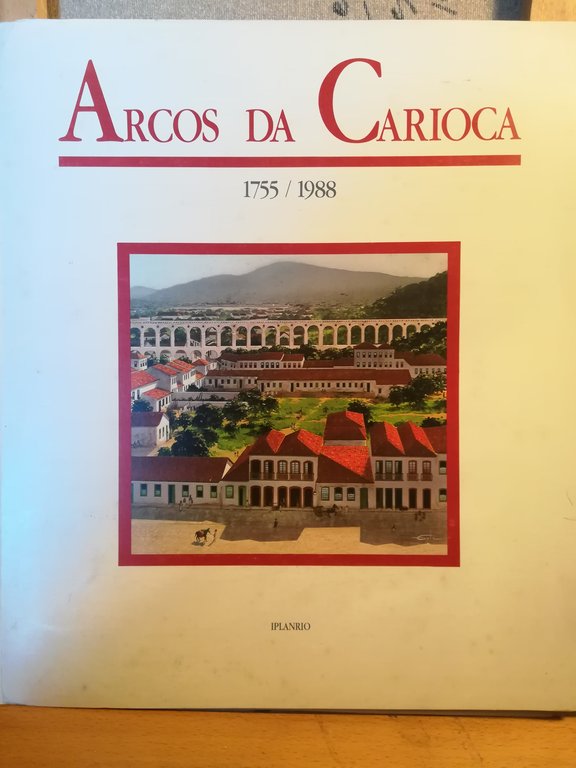 ARCOS DA CARIOCA
1755 / 1988
IPLANRIO